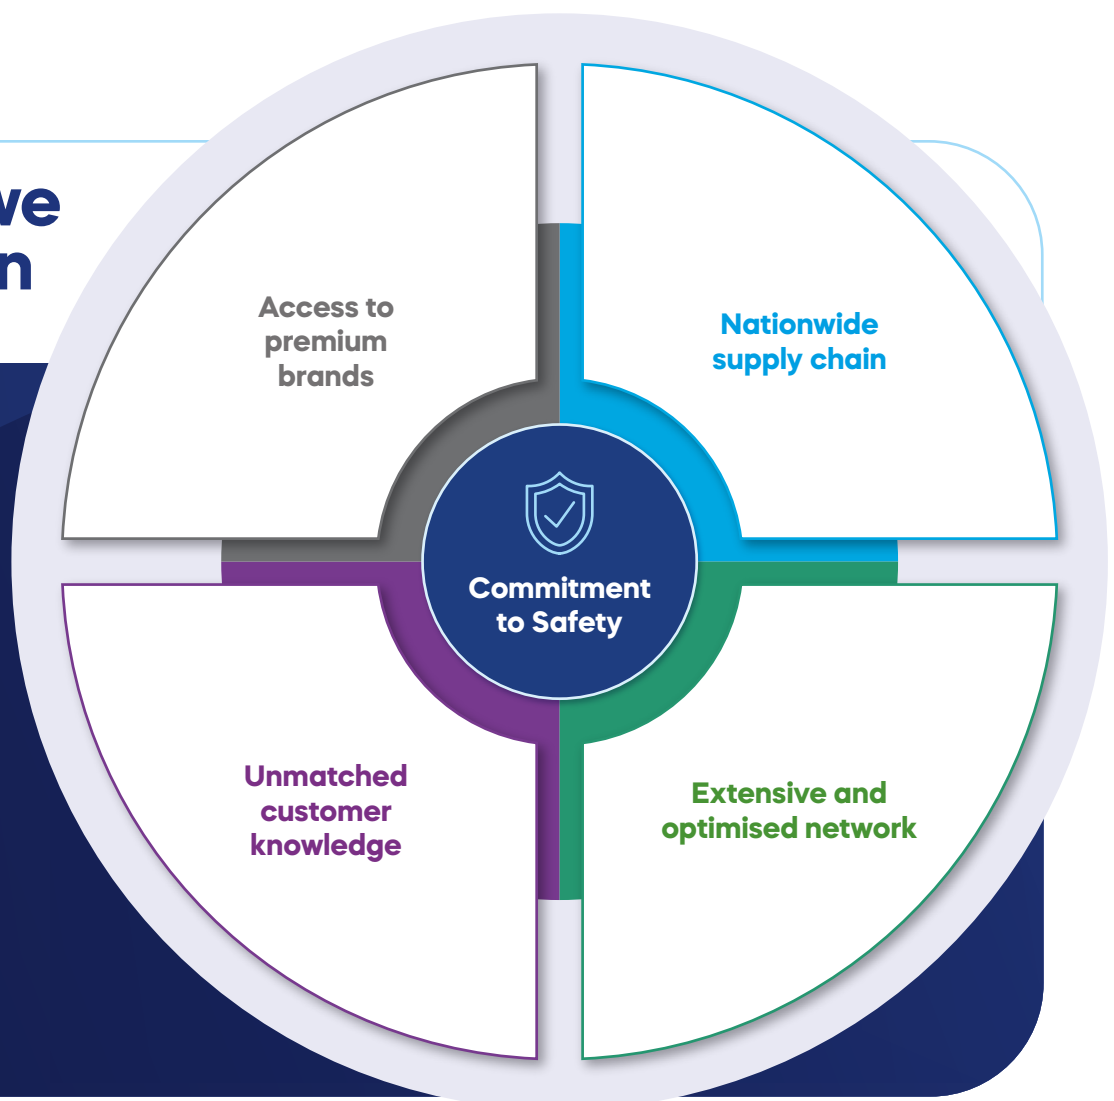 Access to
premium
brands
Nationwide
supply chain
Commitment
to Safety
Unmatched
customer
knowledge
Extensive and
optimised network